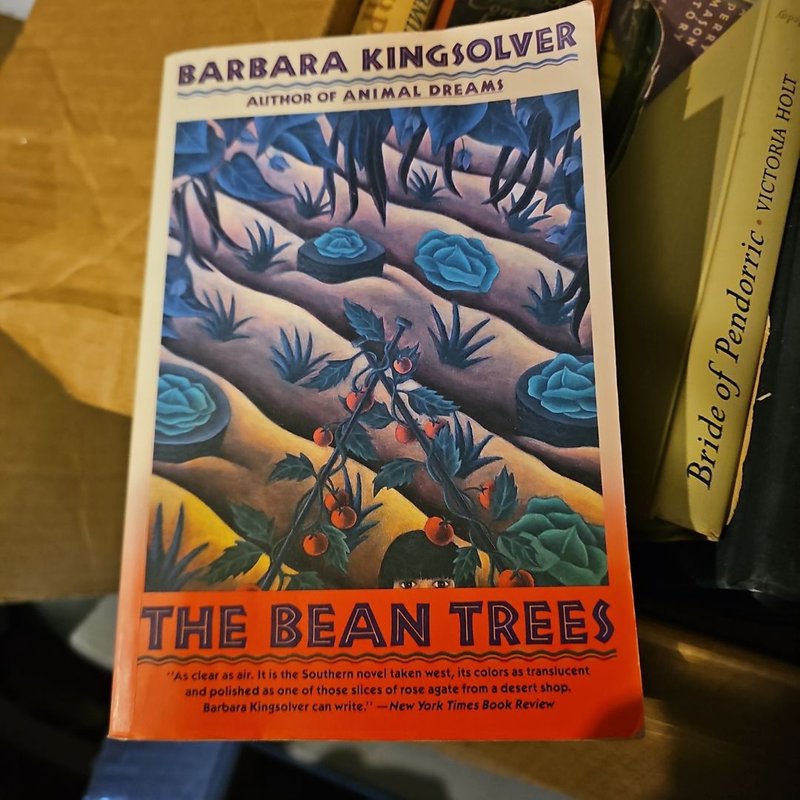 BARBARA KINGSOLVER
AUTHOR OF ANIMAL DREAMS
THE BEAN TREES
"As clear as air. It is the Southern novel taken west, its colors as translucent
and polished as one of those slices of rose agate from a desert shop.
Barbara Kingsolver can write." —New York Times Book Review
Bride of Pendorric • VICTORIA HOLT
PERRY
MASON